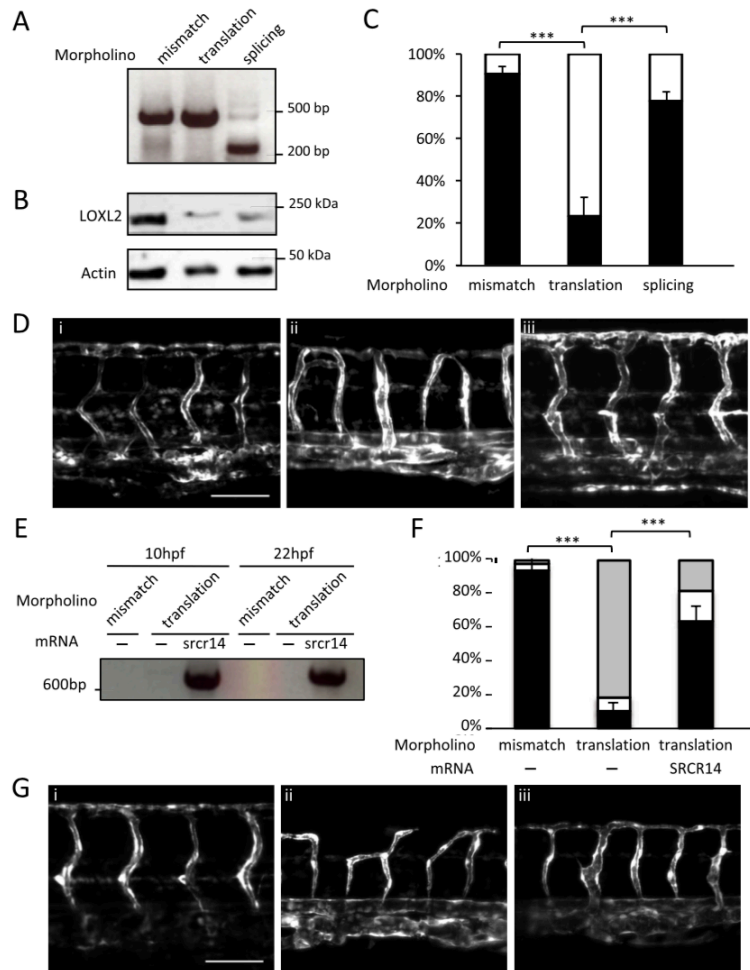 A
Morpholino
mismatch
translation
splicing
500 bp
200 bp
B
LOXL2
250 kDa
Actin
50 kDa
C
***
***
100%
80%
60%
40%
20%
0%
Morpholino mismatch translation splicing
D
i
ii
iii
E
10hpf 22hpf
Morpholino
mismatch
translation
mismatch
translation
mRNA – – srcr14 – – srcr14
600bp
F
***
***
100%
80%
60%
40%
20%
0%
Morpholino mismatch translation translation
mRNA – – SRCR14
G
i
ii
iii